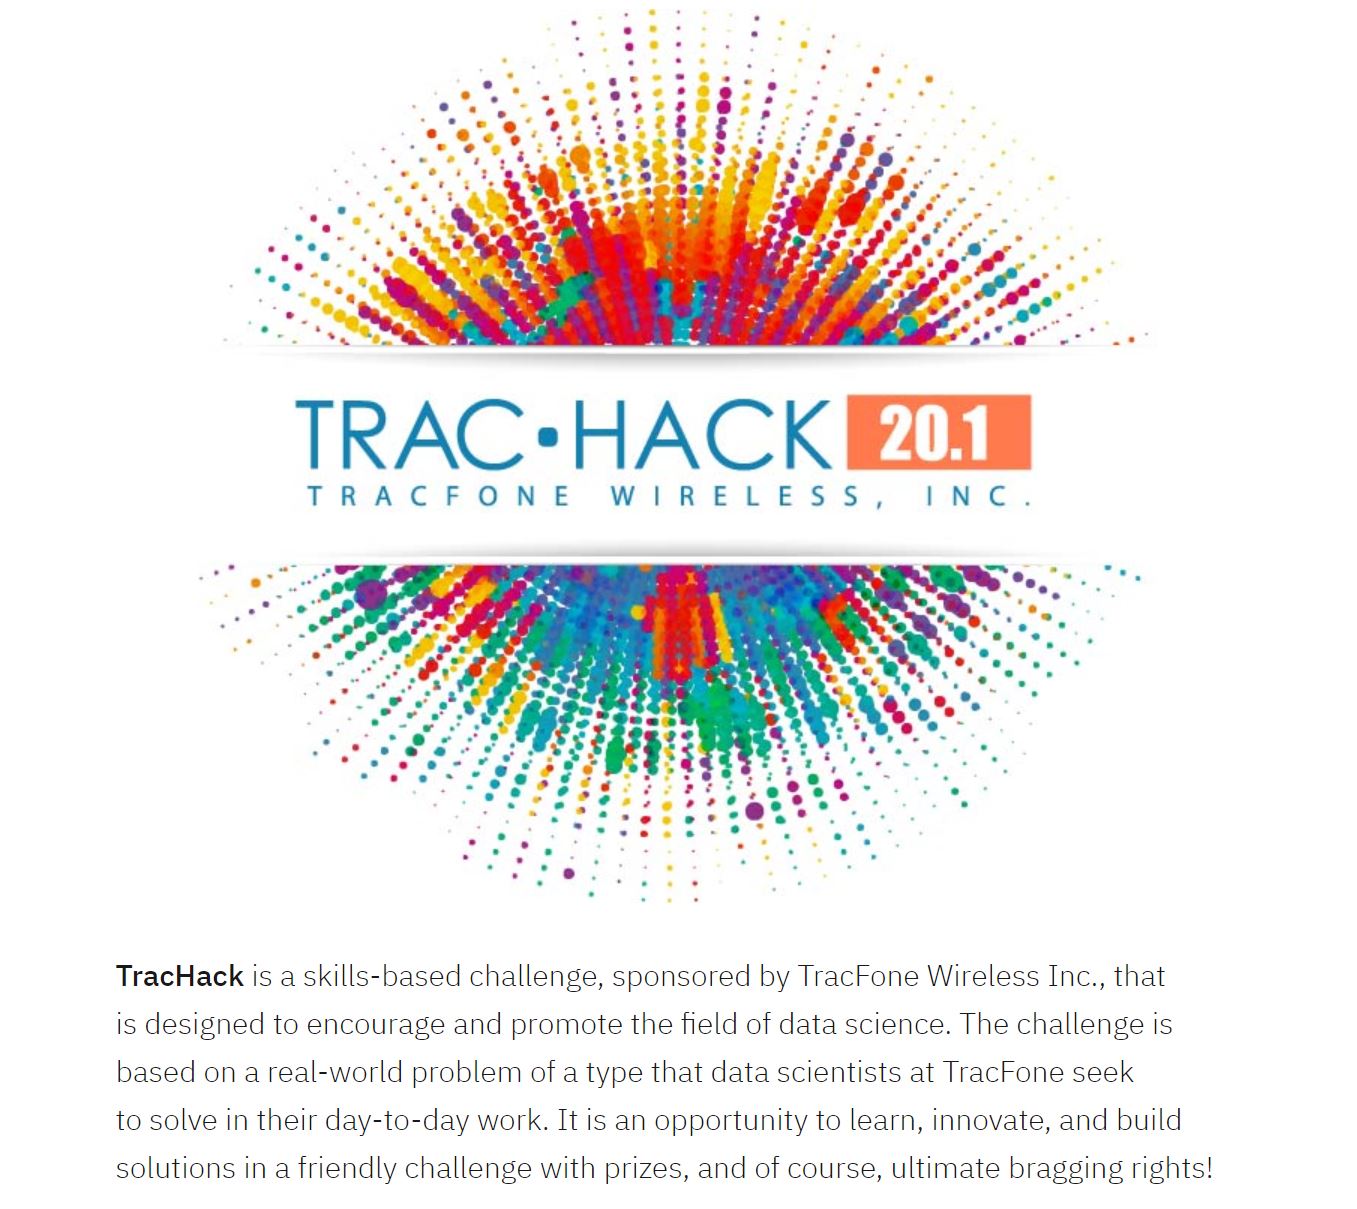 TRAC•HACK 20.1
TRACFONE WIRELESS, INC.
TracHack is a skills-based challenge, sponsored by TracFone Wireless Inc., that
is designed to encourage and promote the field of data science. The challenge is
based on a real-world problem of a type that data scientists at TracFone seek
to solve in their day-to-day work. It is an opportunity to learn, innovate, and build
solutions in a friendly challenge with prizes, and of course, ultimate bragging rights!